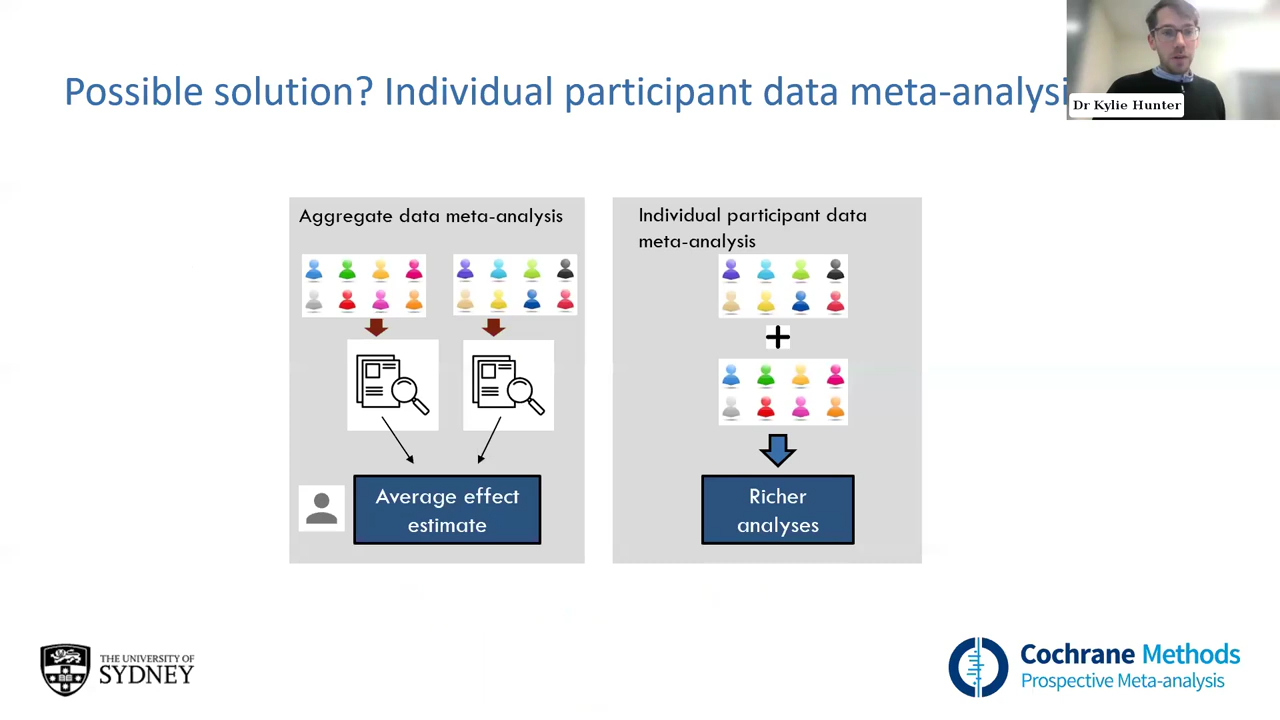 Possible solution? Individual participant data meta-analysi
Dr Kylie Hunter
Aggregate data meta-analysis
Average effect
estimate
Individual participant data
meta-analysis
Richer
analyses
THE UNIVERSITY OF
SYDNEY
Cochrane Methods
Prospective Meta-analysis